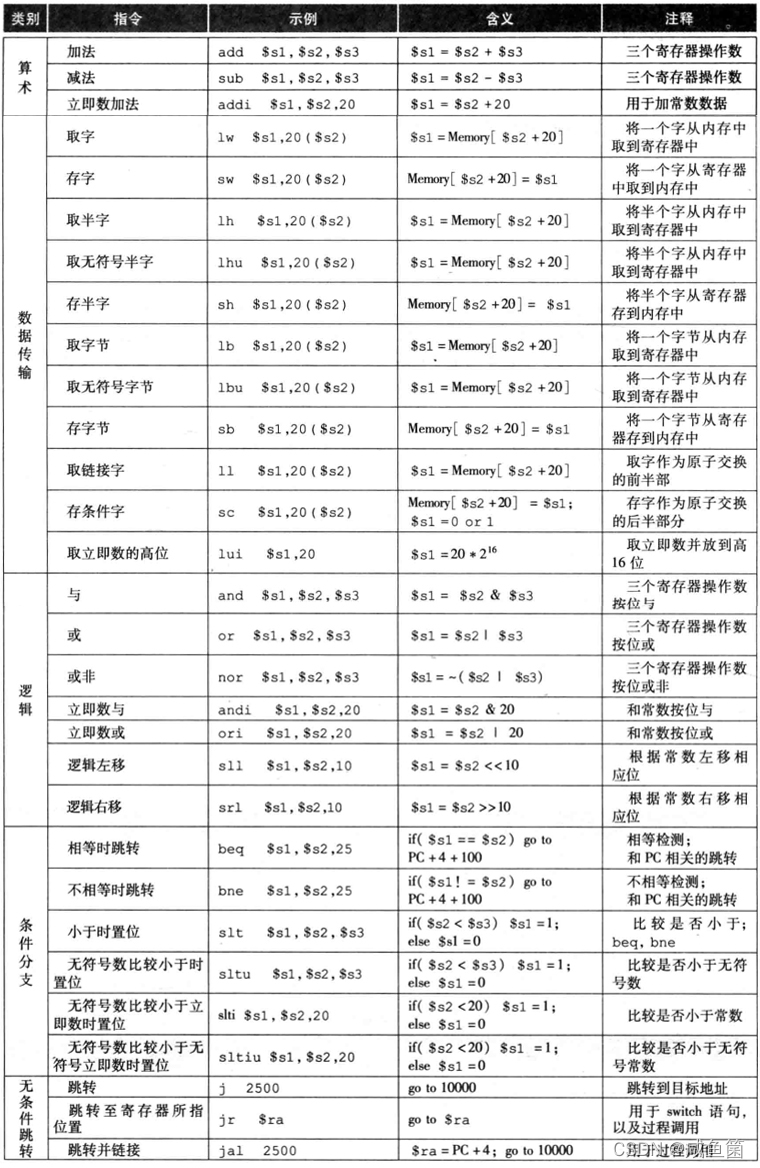 类别 指令 示例 含义 注释
算术
加法 add $s1,$s2,$s3 $s1 = $s2 + $s3 三个寄存器操作数
减法 sub $s1,$s2,$s3 $s1 = $s2 - $s3 三个寄存器操作数
立即数加法 addi $s1,$s2,20 $s1 = $s2 +20 用于加常数数据
数据传输
取字 lw $s1,20($s2) $s1 = Memory[ $s2 +20] 将一个字从内存中
取到寄存器中
存字 sw $s1,20($s2) Memory[ $s2 +20] = $s1 将一个字从寄存器
中取到内存中
取半字 lh $s1,20($s2) $s1 = Memory[ $s2 +20] 将半个字从内存中
取到寄存器中
取无符号半字 lhu $s1,20($s2) $s1 = Memory[ $s2 +20] 将半个字从内存中
取到寄存器中
存半字 sh $s1,20($s2) Memory[ $s2 +20] = $s1 将半个字从寄存器
存到内存中
取字节 lb $s1,20($s2) $s1 = Memory[ $s2 +20] 将一个字节从内存
取到寄存器中
取无符号字节 lbu $s1,20($s2) $s1 = Memory[ $s2 +20] 将一个字节从内存
取到寄存器中
存字节 sb $s1,20($s2) Memory[ $s2 +20] = $s1 将一个字节从寄存
器存到内存中
取链接字 ll $s1,20($s2) $s1 = Memory[ $s2 +20] 取字作为原子交换
的前半部
存条件字 sc $s1,20($s2) Memory[ $s2 +20] = $s1; 存字作为原子交换
$s1 =0 or 1 的后半部分
取立即数的高位 lui $s1,20 $s1 =20 * 2¹⁶ 取立即数并放到高
16 位
逻辑
与 and $s1,$s2,$s3 $s1 = $s2 & $s3 三个寄存器操作数
按位与
或 or $s1,$s2,$s3 $s1 = $s2 | $s3 三个寄存器操作数
按位或
或非 nor $s1,$s2,$s3 $s1 = ~( $s2 | $s3) 三个寄存器操作数
按位或非
立即数与 andi $s1,$s2,20 $s1 = $s2 & 20 和常数按位与
立即数或 ori $s1,$s2,20 $s1 = $s2 | 20 和常数按位或
逻辑左移 sll $s1,$s2,10 $s1 = $s2 <<10 根据常数左移相
应位
逻辑右移 srl $s1,$s2,10 $s1 = $s2 >>10 根据常数右移相
应位
条件分支
相等时跳转 beq $s1,$s2,25 if( $s1 == $s2) go to 相等检测;
PC +4 +100 和 PC 相关的跳转
不相等时跳转 bne $s1,$s2,25 if( $s1! = $s2) go to 不相等检测;
PC +4 +100 和 PC 相关的跳转
小于时置位 slt $s1,$s2,$s3 if( $s2 < $s3) $s1 =1; 比较是否小于;
else $s1 =0 beq, bne
无符号数比较小于时 sltu $s1,$s2,$s3 if( $s2 < $s3) $s1 =1; 比较是否小于无符
置位 else $s1 =0 号数
无符号数比较小于立 slti $s1,$s2,20 if( $s2 <20) $s1 =1; 比较是否小于常数
即数时置位 else $s1 =0
无符号数比较小于无 sltiu $s1,$s2,20 if( $s2 <20) $s1 =1; 比较是否小于无符
符号立即数时置位 else $s1 =0 号常数
无条件跳转
跳转 j 2500 go to 10000 跳转到目标地址
跳转至寄存器所指 jr $ra go to $ra 用于 switch 语句,
位置 以及过程调用
跳转并链接 jal 2500 $ra = PC +4; go to 10000 用于过程调用
CSDN @咸鱼菌